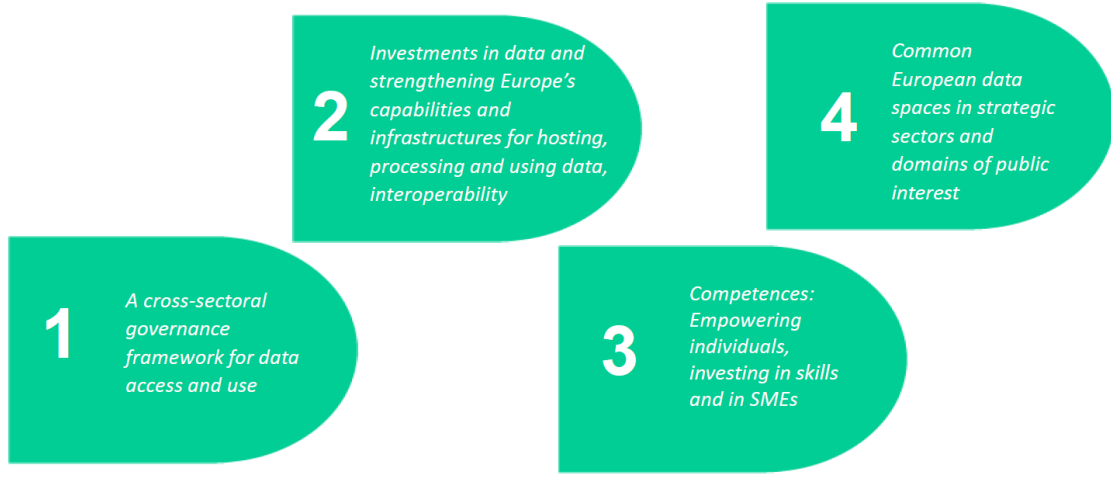 1
A cross-sectoral
governance
framework for data
access and use
2
Investments in data and
strengthening Europe’s
capabilities and
infrastructures for hosting,
processing and using data,
interoperability
3
Competences:
Empowering
individuals,
investing in skills
and in SMEs
4
Common
European data
spaces in strategic
sectors and
domains of public
interest